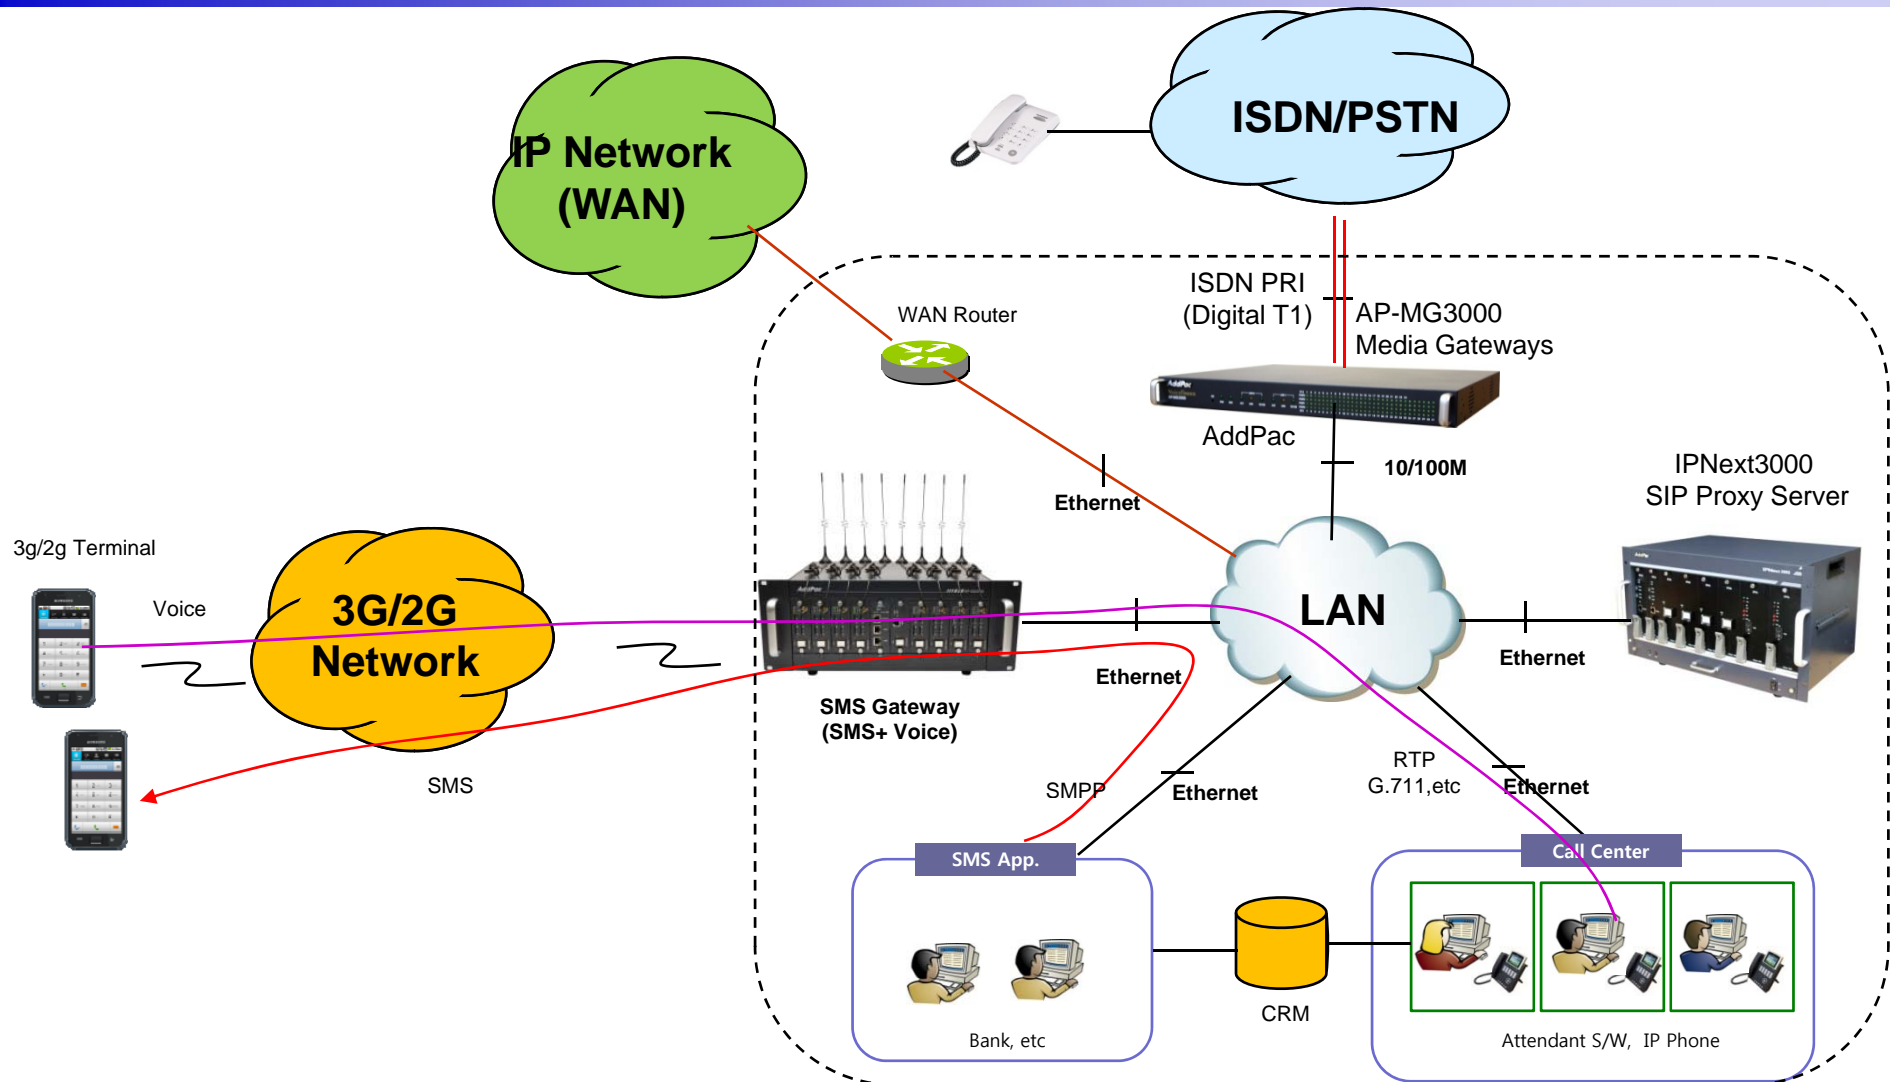 ISDN/PSTN
IP Network
(WAN)
ISDN PRI
(Digital T1)
AP-MG3000
Media Gateways
WAN Router
AddPac
AddPac
10/100M
IPNext3000
SIP Proxy Server
Ethernet
3g/2g Terminal
Voice
3G/2G
Network
AddPac
LAN
Ethernet
Ethernet
SMS Gateway
(SMS+ Voice)
SMS
SMPP
Ethernet
RTP
G.711,etc
Ethernet
SMS App.
Call Center
CRM
Bank, etc
Attendant S/W, IP Phone